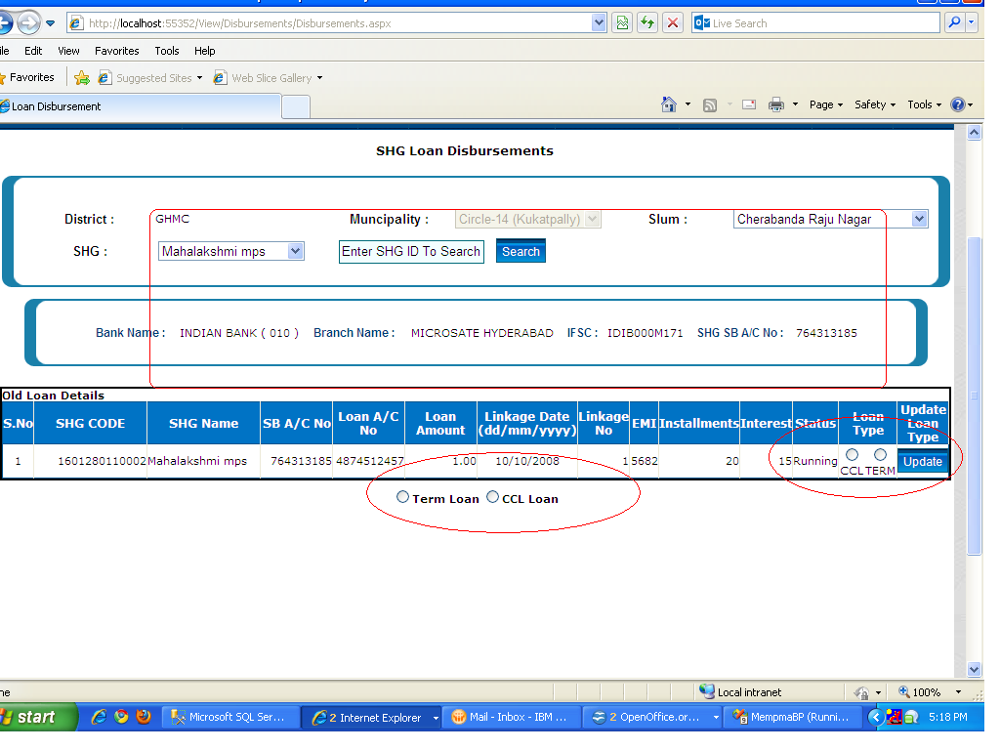 http://localhost:55352/View/Disbursements/Disbursements.aspx
Live Search
Edit View Favorites Tools Help
Favorites Suggested Sites Web Slice Gallery
Loan Disbursement
Page Safety Tools
SHG Loan Disbursements
District : GHMC Muncipality : Circle-14 (Kukatpally) Slum : Cherabanda Raju Nagar
SHG : Mahalakshmi mps Enter SHG ID To Search Search
Bank Name : INDIAN BANK ( 010 ) Branch Name : MICROSATE HYDERABAD IFSC : IDIB000M171 SHG SB A/C No : 764313185
Old Loan Details
S.No SHG CODE SHG Name SB A/C No Loan A/C No Loan Amount Linkage Date (dd/mm/yyyy) Linkage No EMI Installments Interest Status Loan Type Update Loan Type
1 1601280110002 Mahalakshmi mps 764313185 4874512457 1.00 10/10/2008 1 5682 20 15 Running CCL TERM Update
Term Loan CCL Loan
Local intranet 100%
start Microsoft SQL Ser... 2 Internet Explorer Mail - Inbox - IBM ... 2 OpenOffice.or... MempmaBP (Runni... 5:18 PM